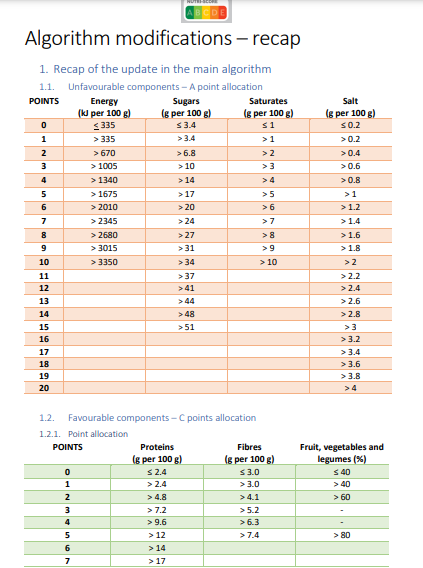 NUTRI-SCORE
A B C D E
Algorithm modifications – recap
1. Recap of the update in the main algorithm
1.1. Unfavourable components – A point allocation
POINTS Energy (kJ per 100 g) Sugars (g per 100 g) Saturates (g per 100 g) Salt (g per 100 g)
0 ≤ 335 ≤ 3.4 ≤ 1 ≤ 0.2
1 > 335 > 3.4 > 1 > 0.2
2 > 670 > 6.8 > 2 > 0.4
3 > 1005 > 10 > 3 > 0.6
4 > 1340 > 14 > 4 > 0.8
5 > 1675 > 17 > 5 > 1
6 > 2010 > 20 > 6 > 1.2
7 > 2345 > 24 > 7 > 1.4
8 > 2680 > 27 > 8 > 1.6
9 > 3015 > 31 > 9 > 1.8
10 > 3350 > 34 > 10 > 2
11 > 37 > 2.2
12 > 41 > 2.4
13 > 44 > 2.6
14 > 48 > 2.8
15 > 51 > 3
16 > 3.2
17 > 3.4
18 > 3.6
19 > 3.8
20 > 4
1.2. Favourable components – C points allocation
1.2.1. Point allocation
POINTS Proteins (g per 100 g) Fibres (g per 100 g) Fruit, vegetables and legumes (%)
0 ≤ 2.4 ≤ 3.0 ≤ 40
1 > 2.4 > 3.0 > 40
2 > 4.8 > 4.1 > 60
3 > 7.2 > 5.2 -
4 > 9.6 > 6.3 -
5 > 12 > 7.4 > 80
6 > 14
7 > 17